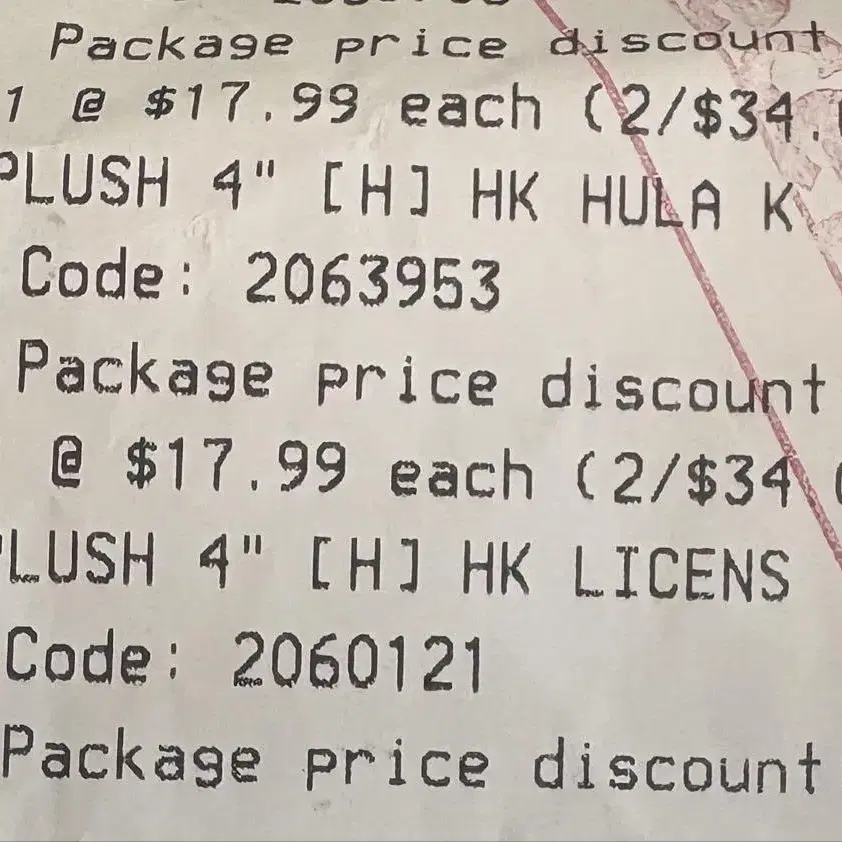 Package price discount
1 @ $17.99 each (2/$34.
PLUSH 4" [H] HK HULA K
Code: 2063953
Package price discount
@ $17.99 each (2/$34
PLUSH 4" [H] HK LICENS
Code: 2060121
Package price discount